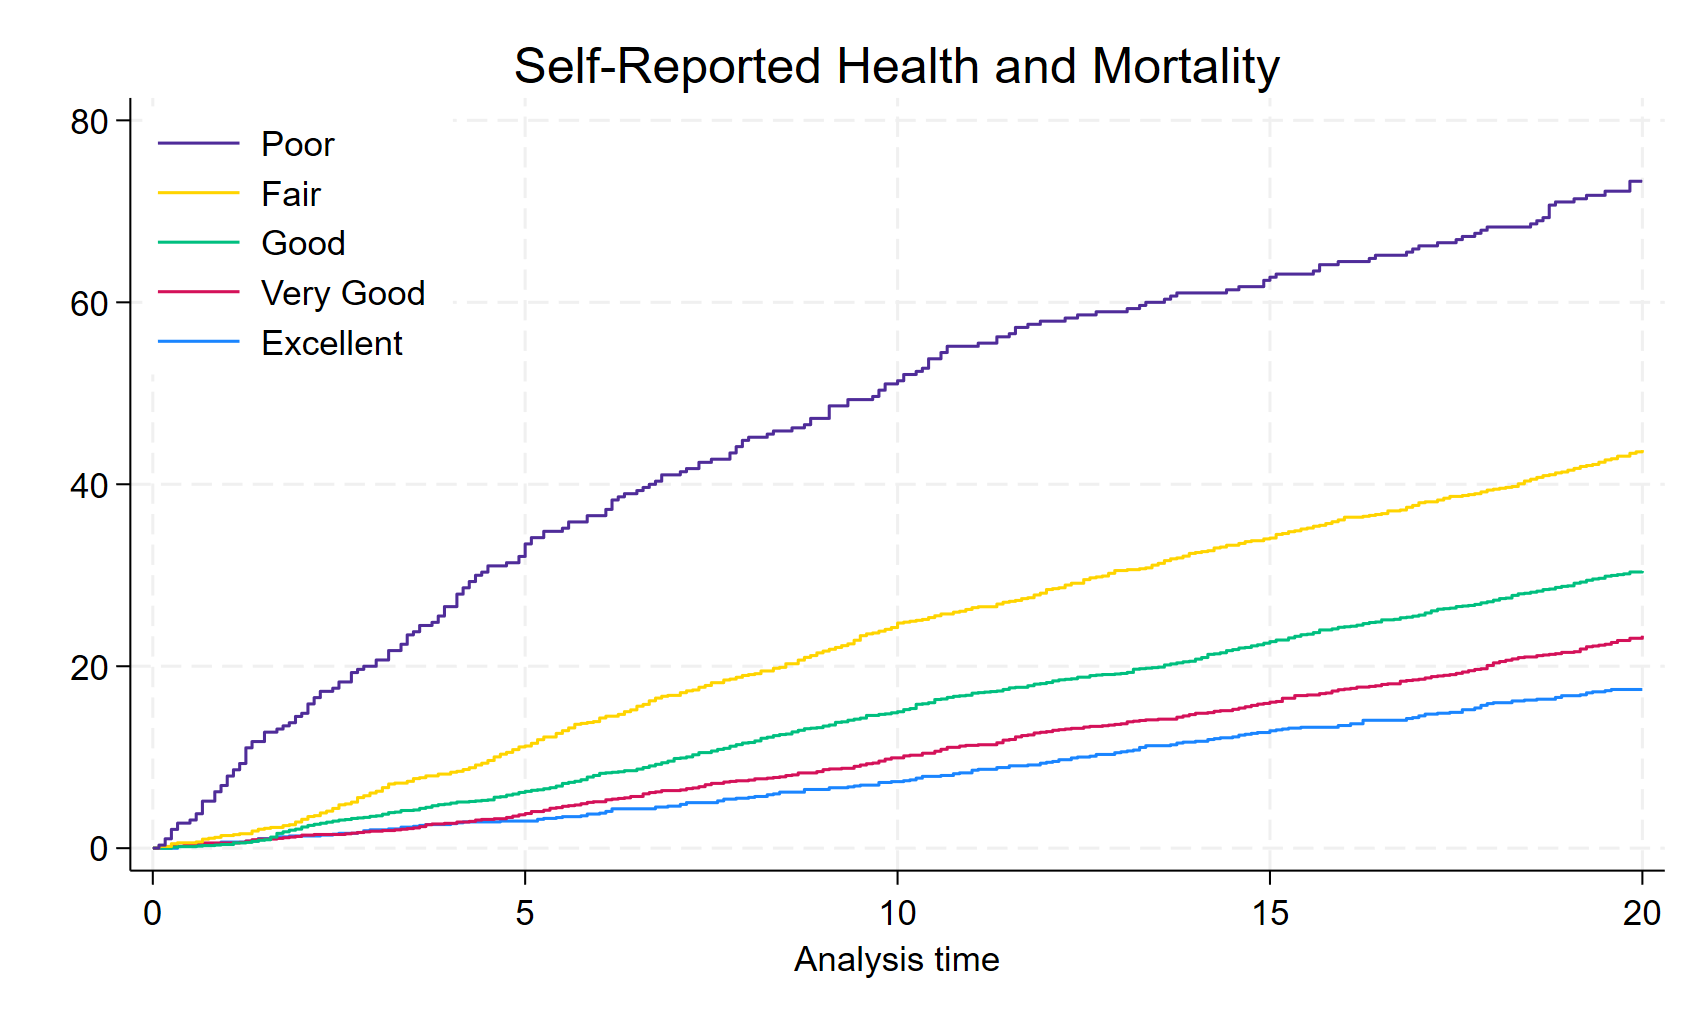 Self-Reported Health and Mortality
80
60
40
20
0
Poor
Fair
Good
Very Good
Excellent
0 5 10 15 20
Analysis time